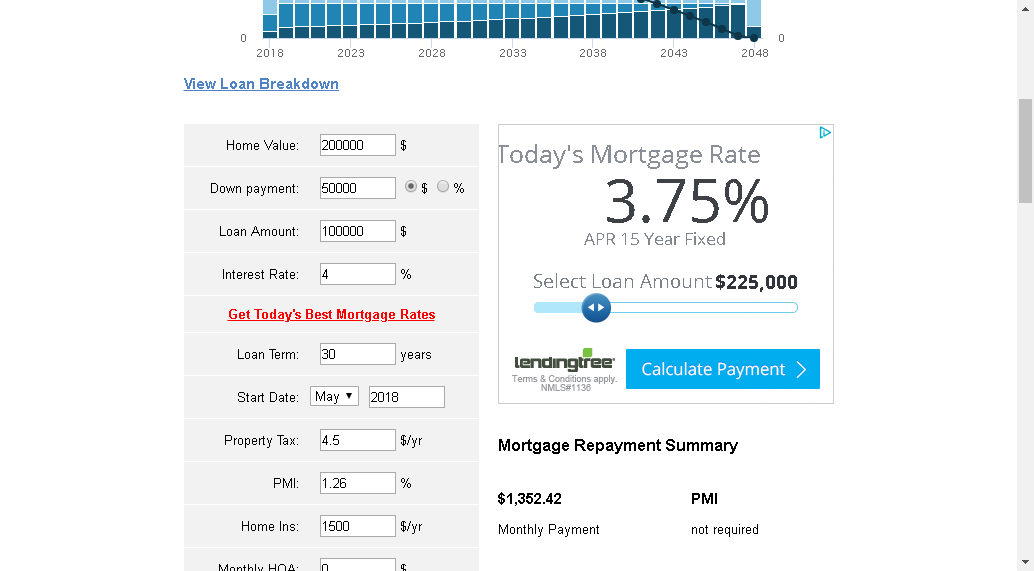 0 0
2018 2023 2028 2033 2038 2043 2048
View Loan Breakdown
Home Value: 200000 $
Down payment: 50000 $ %
Loan Amount: 100000 $
Interest Rate: 4 %
Get Today's Best Mortgage Rates
Loan Term: 30 years
Start Date: May 2018
Property Tax: 4.5 $/yr
PMI: 1.26 %
Home Ins: 1500 $/yr
Monthly HOA: 0 $
Today's Mortgage Rate
3.75%
APR 15 Year Fixed
Select Loan Amount $225,000
lendingtree
Terms & Conditions apply.
NMLS#1136
Calculate Payment
Mortgage Repayment Summary
$1,352.42 PMI
Monthly Payment not required